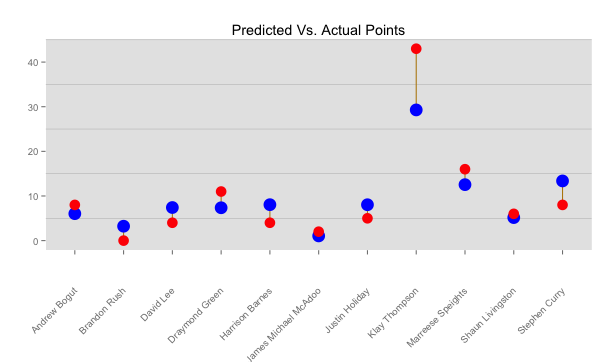 Predicted Vs. Actual Points
40
30
20
10
0
Andrew Bogut
Brandon Rush
David Lee
Draymond Green
Harrison Barnes
James Michael McAdoo
Justin Holiday
Klay Thompson
Marreese Speights
Shaun Livingston
Stephen Curry